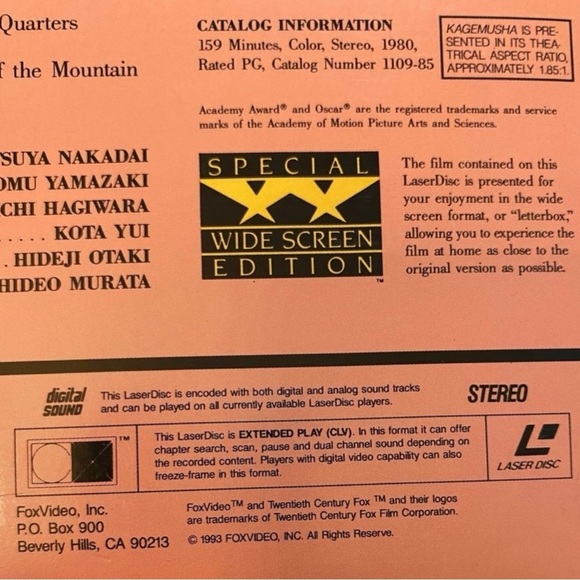 Quarters
of the Mountain
TSUYA NAKADAI
OMU YAMAZAKI
CHI HAGIWARA
..... KOTA YUI
. HIDEJI OTAKI
HIDEO MURATA
CATALOG INFORMATION
159 Minutes, Color, Stereo, 1980,
Rated PG, Catalog Number 1109-85
KAGEMUSHA IS PRE-
SENTED IN ITS THEA-
TRICAL ASPECT RATIO,
APPROXIMATELY 1.85:1.
Academy Award® and Oscar® are the registered trademarks and service
marks of the Academy of Motion Picture Arts and Sciences.
SPECIAL
WIDE SCREEN
EDITION
™
The film contained on this
LaserDisc is presented for
your enjoyment in the wide
screen format, or “letterbox,”
allowing you to experience the
film at home as close to the
original version as possible.
digital
SOUND
This LaserDisc is encoded with both digital and analog sound tracks
and can be played on all currently available LaserDisc players.
STEREO
™
This LaserDisc is EXTENDED PLAY (CLV). In this format it can offer
chapter search, scan, pause and dual channel sound depending on
the recorded content. Players with digital video capability can also
freeze-frame in this format.
LASER DISC
FoxVideo, Inc.
P.O. Box 900
Beverly Hills, CA 90213
FoxVideo™ and Twentieth Century Fox ™ and their logos
are trademarks of Twentieth Century Fox Film Corporation.
© 1993 FOXVIDEO, INC. All Rights Reserved.